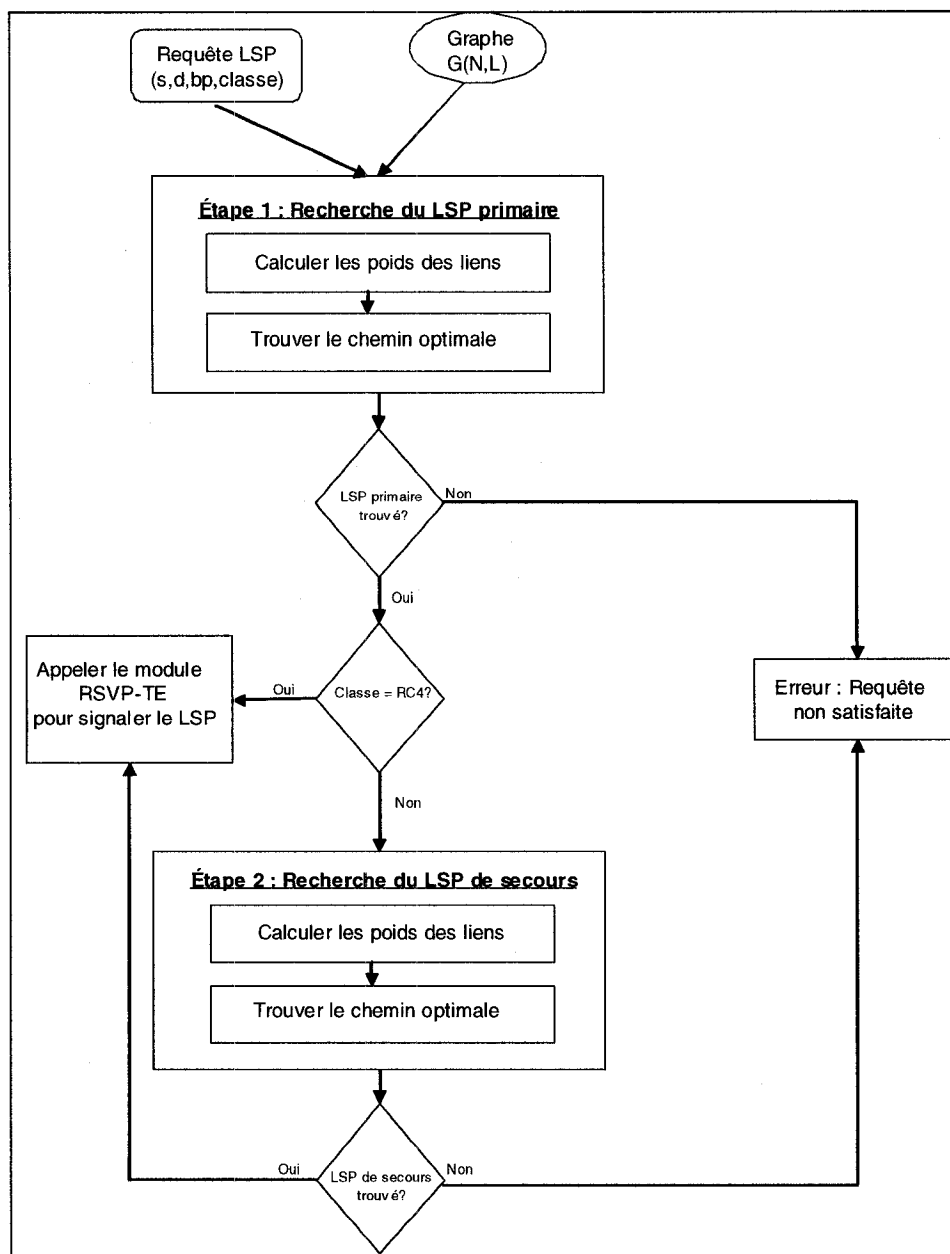 Requête LSP
(s,d,bp,classe)
Graphe
G(N,L)
Étape 1 : Recherche du LSP primaire
Calculer les poids des liens
Trouver le chemin optimale
LSP primaire
trouvé?
Non
Oui
Appeler le module
RSVP-TE
pour signaler le LSP
Oui
Classe = RC4?
Erreur : Requête
non satisfaite
Non
Étape 2 : Recherche du LSP de secours
Calculer les poids des liens
Trouver le chemin optimale
Oui
LSP de secours
trouvé?
Non